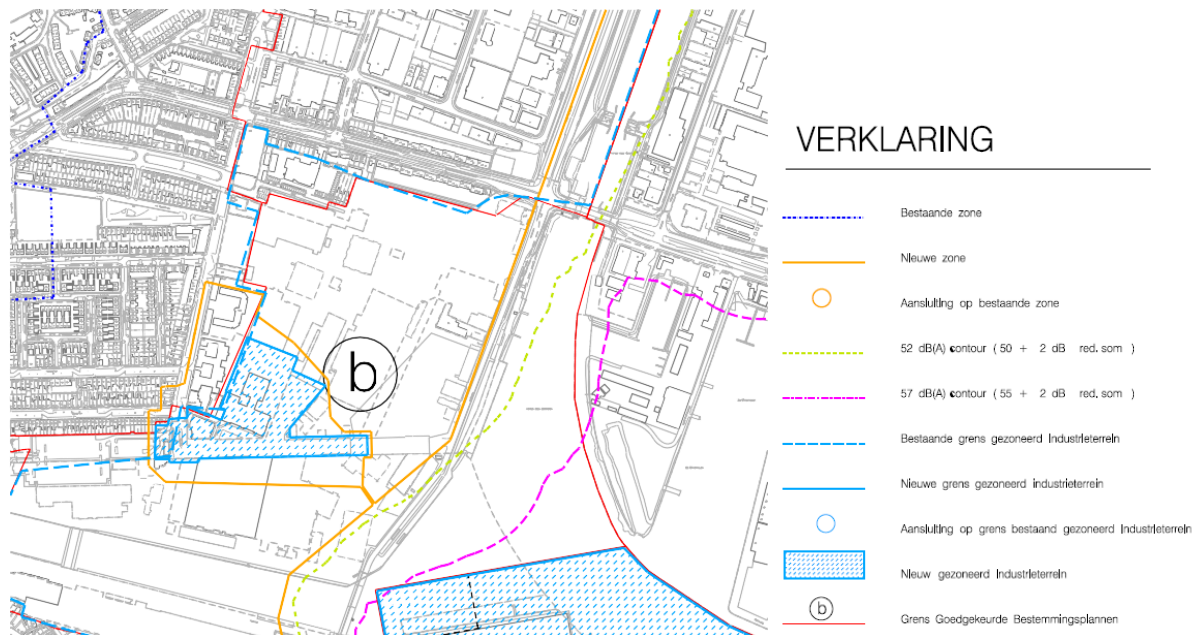 b
VERKLARING
Bestaande zone
Nieuwe zone
Aansluiting op bestaande zone
52 dB(A) contour ( 50 + 2 dB red. som )
57 dB(A) contour ( 55 + 2 dB red. som )
Bestaande grens gezoneerd Industrieterrein
Nieuwe grens gezoneerd industrieterrein
Aansluiting op grens bestaand gezoneerd Industrieterrein
Nieuw gezoneerd Industrieterrein
b
Grens Goedgekeurde Bestemmingsplannen